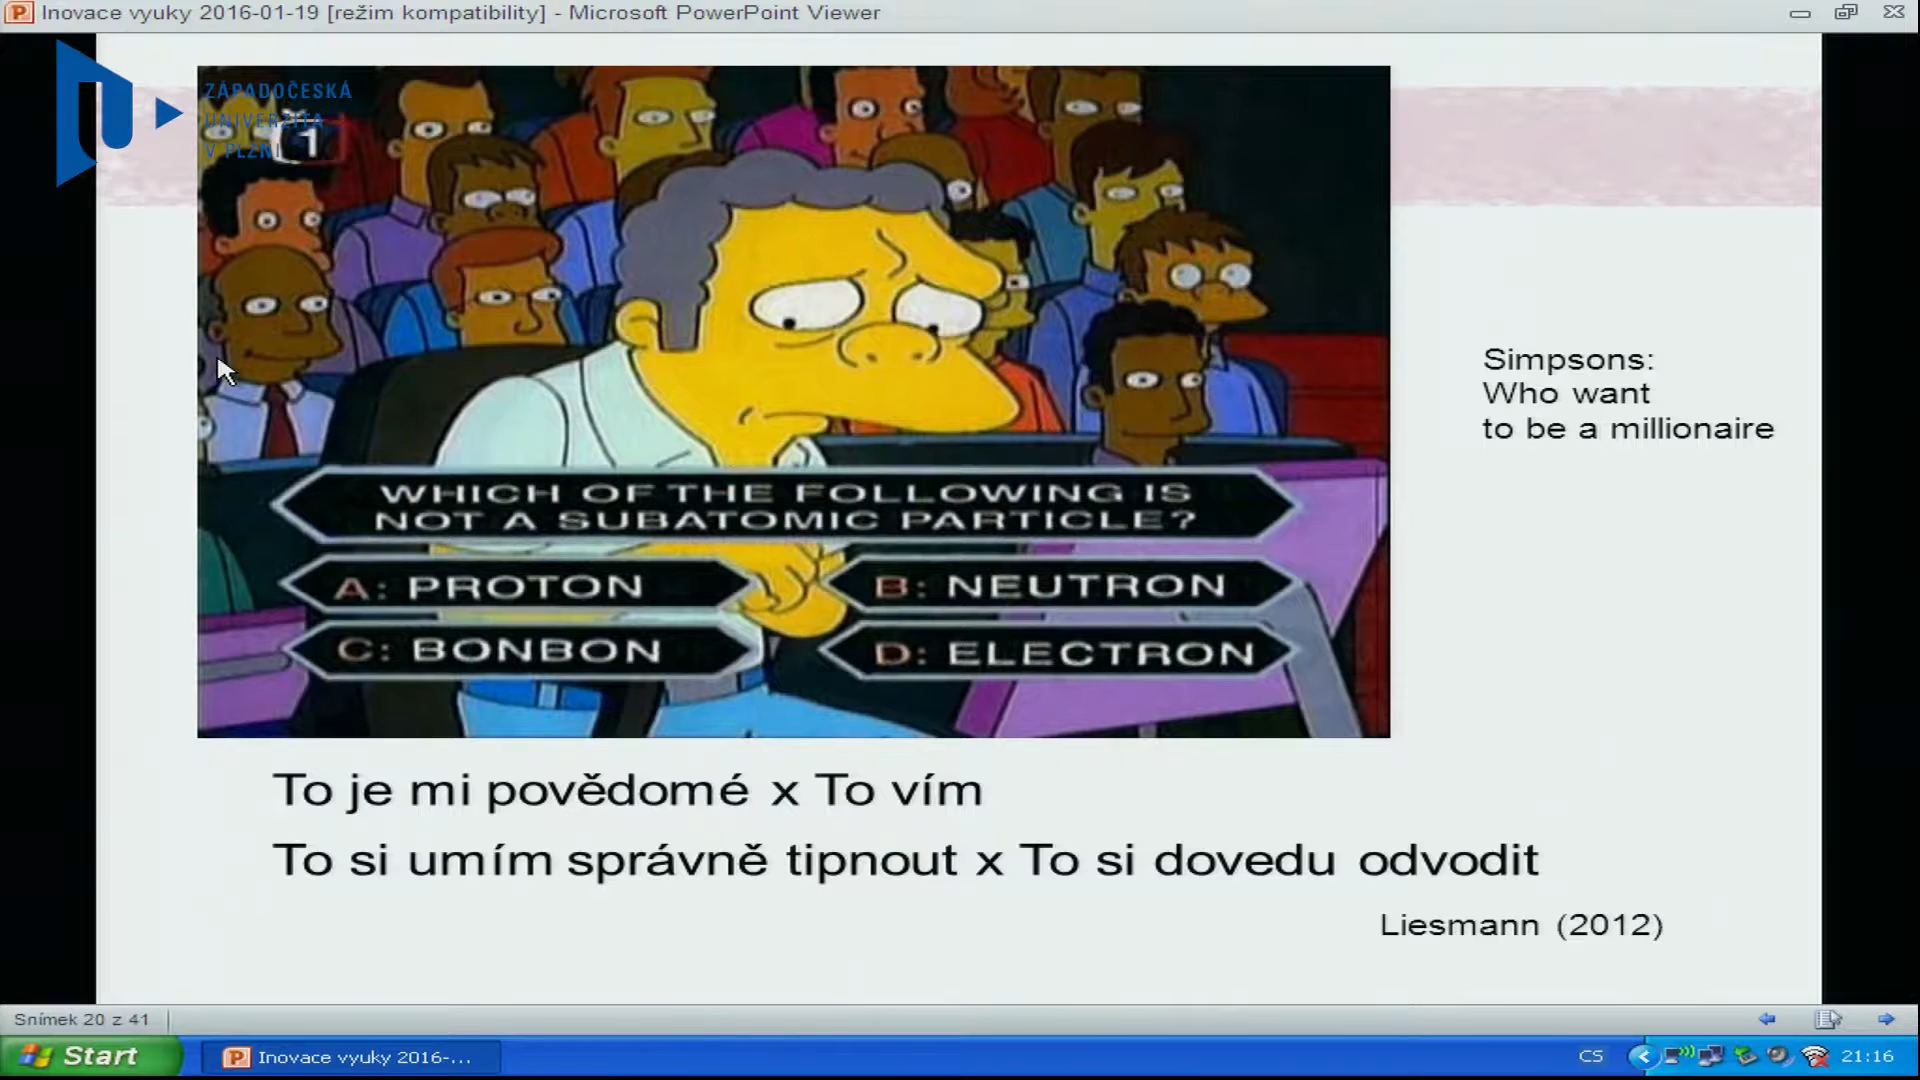 Inovace vyuky 2016-01-19 [režim kompatibility] - Microsoft PowerPoint Viewer
ZÁPADOČESKÁ
UNIVERZITA
V PLZNI
1
Simpsons:
Who want
to be a millionaire
WHICH OF THE FOLLOWING IS
NOT A SUBATOMIC PARTICLE?
A: PROTON
B: NEUTRON
C: BONBON
D: ELECTRON
To je mi povědomé x To vím
To si umím správně tipnout x To si dovedu odvodit
Liesmann (2012)
Snímek 20 z 41
Start
Inovace vyuky 2016-...
CS
21:16